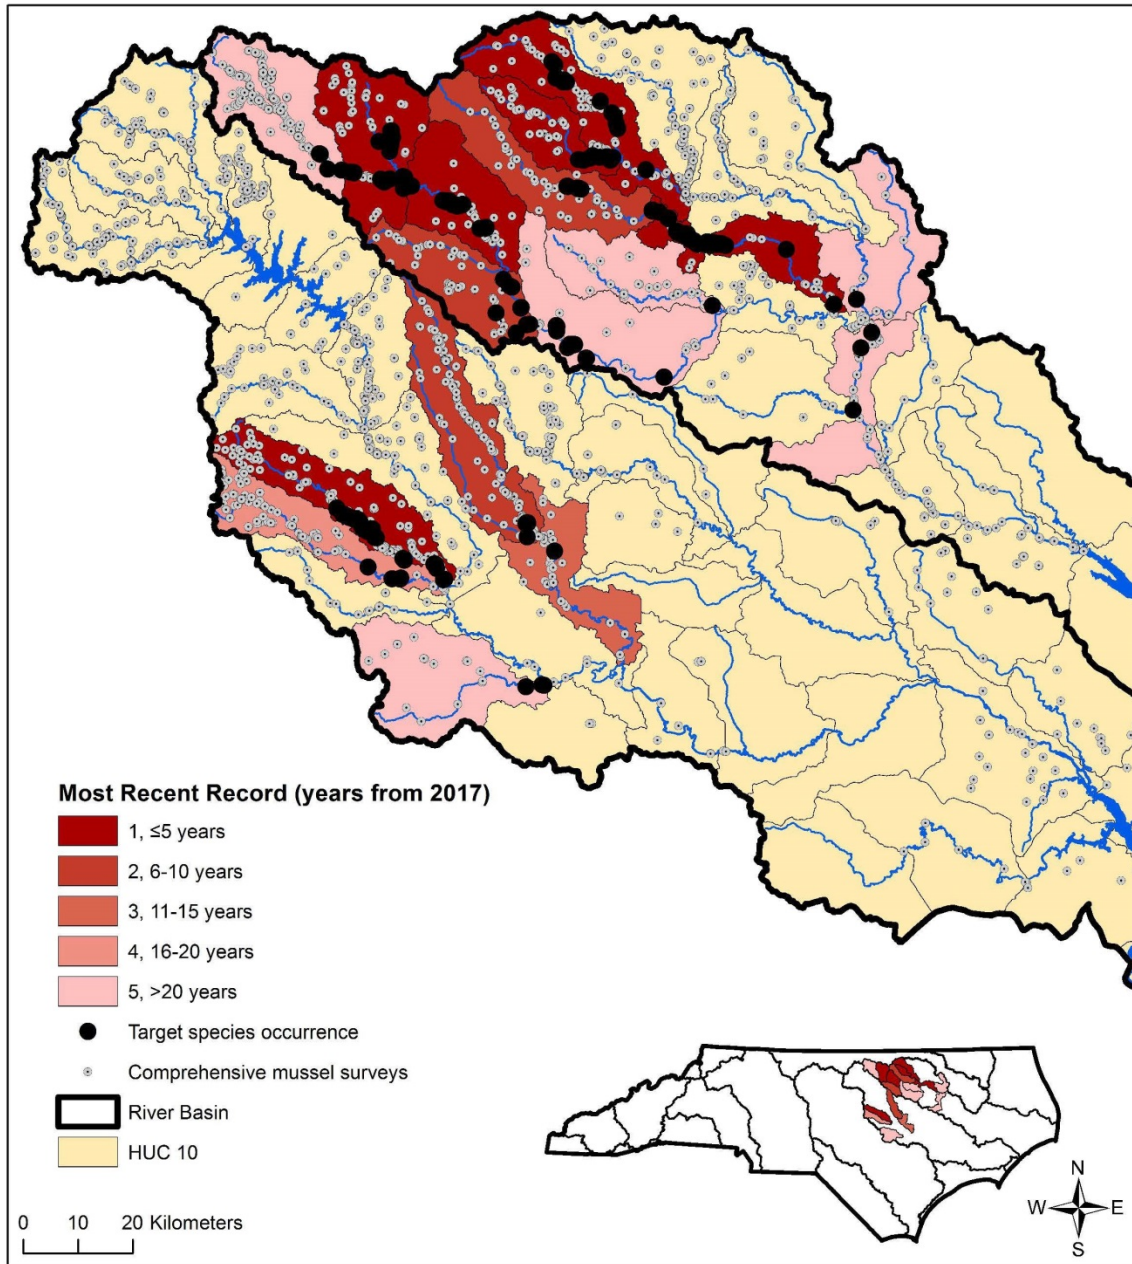 Most Recent Record (years from 2017)
1, ≤5 years
2, 6-10 years
3, 11-15 years
4, 16-20 years
5, >20 years
Target species occurrence
Comprehensive mussel surveys
River Basin
HUC 10
0 10 20 Kilometers
N
W E
S